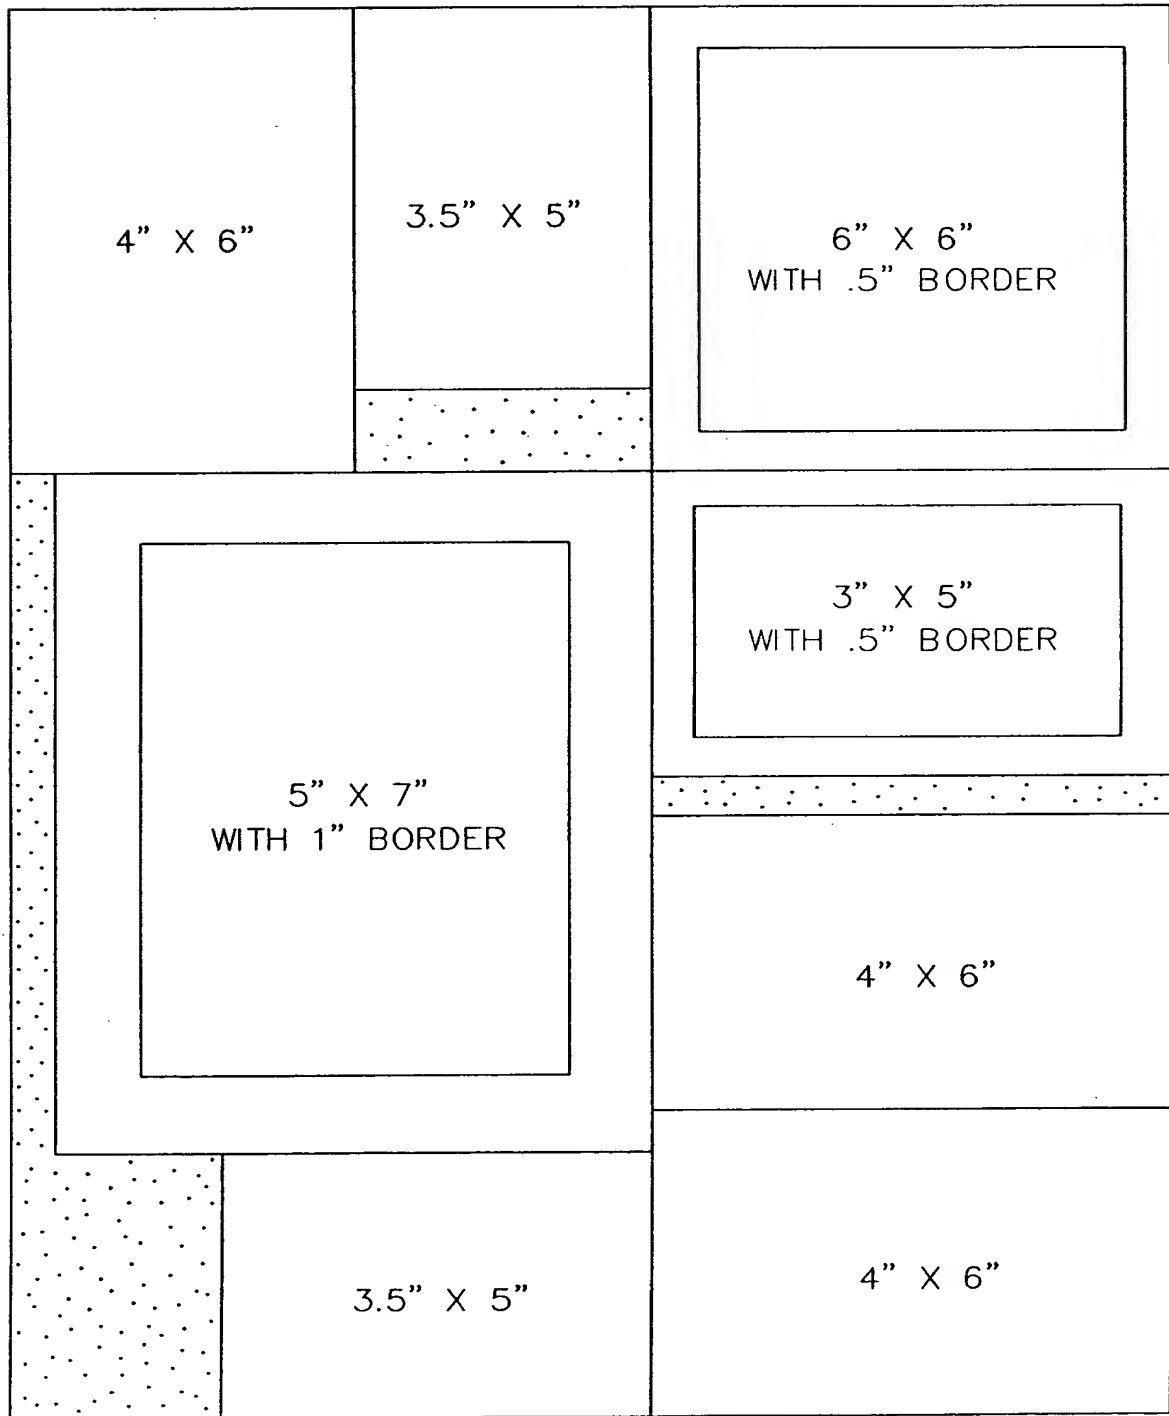 4" X 6"
3.5" X 5"
6" X 6"
WITH .5" BORDER
5" X 7"
WITH 1" BORDER
3" X 5"
WITH .5" BORDER
4" X 6"
3.5" X 5"
4" X 6"